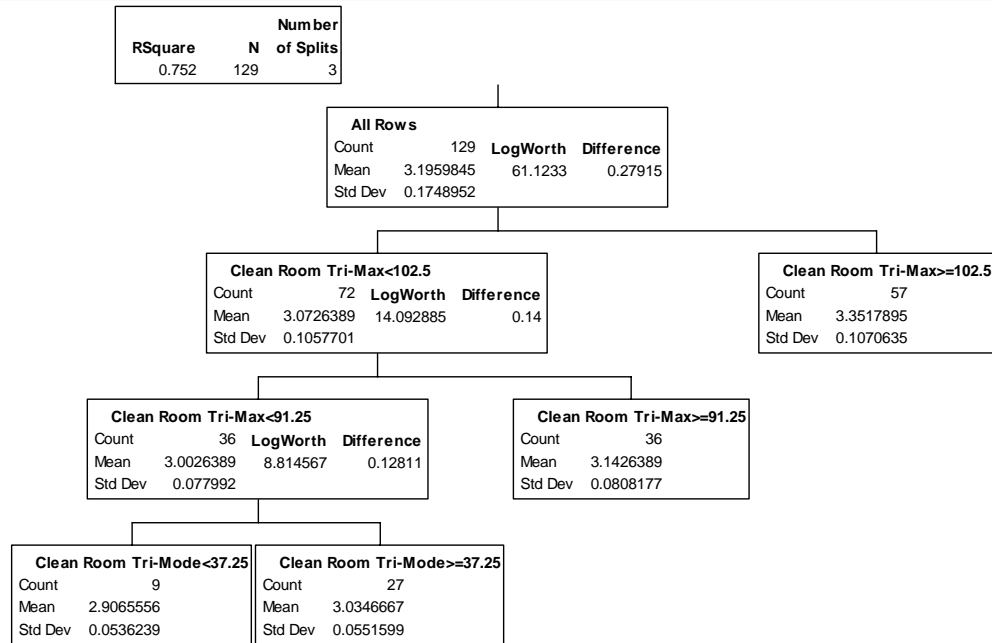 Number
RSquare N of Splits
0.752 129 3
All Rows
Count 129 LogWorth Difference
Mean 3.1959845 61.1233 0.27915
Std Dev 0.1748952
Clean Room Tri-Max<102.5
Count 72 LogWorth Difference
Mean 3.0726389 14.092885 0.14
Std Dev 0.1057701
Clean Room Tri-Max>=102.5
Count 57
Mean 3.3517895
Std Dev 0.1070635
Clean Room Tri-Max<91.25
Count 36 LogWorth Difference
Mean 3.0026389 8.814567 0.12811
Std Dev 0.077992
Clean Room Tri-Max>=91.25
Count 36
Mean 3.1426389
Std Dev 0.0808177
Clean Room Tri-Mode<37.25
Count 9
Mean 2.9065556
Std Dev 0.0536239
Clean Room Tri-Mode>=37.25
Count 27
Mean 3.0346667
Std Dev 0.0551599